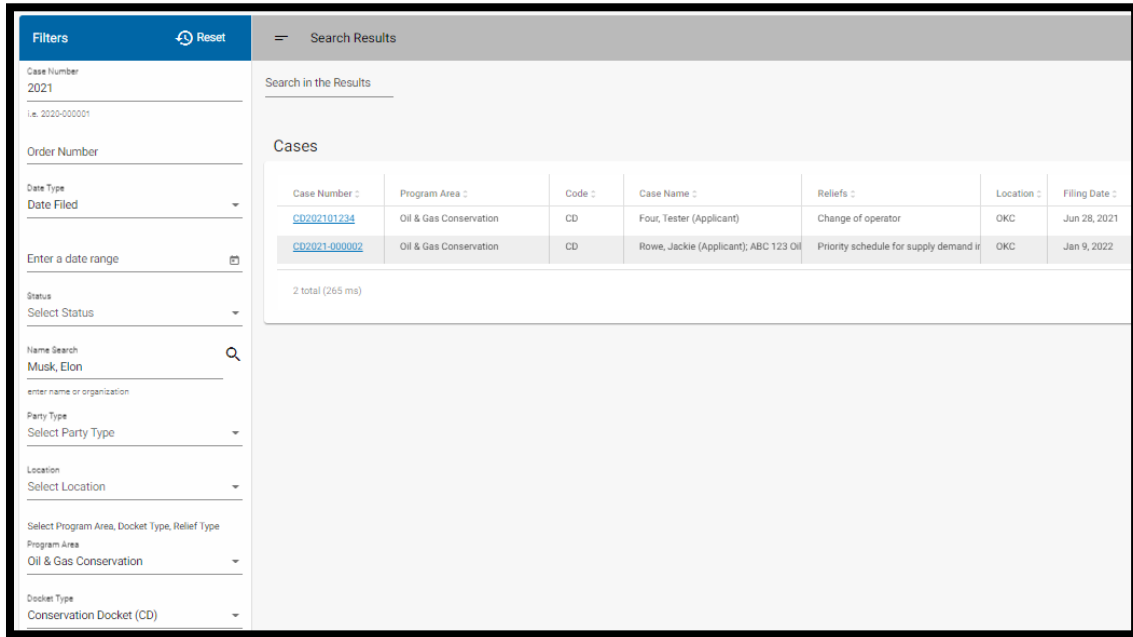 Filters
Reset
Case Number
2021
i.e. 2020-000001
Order Number
Date Type
Date Filed
Enter a date range
Status
Select Status
Name Search
Musk, Elon
enter name or organization
Party Type
Select Party Type
Location
Select Location
Select Program Area, Docket Type, Relief Type
Program Area
Oil & Gas Conservation
Docket Type
Conservation Docket (CD)
Search Results
Search in the Results
Cases
Case Number Program Area Code Case Name Reliefs Location Filing Date
CD202101234 Oil & Gas Conservation CD Four, Tester (Applicant) Change of operator OKC Jun 28, 2021
CD2021-000002 Oil & Gas Conservation CD Rowe, Jackie (Applicant); ABC 123 Oil Priority schedule for supply demand in OKC Jan 9, 2022
2 total (265 ms)